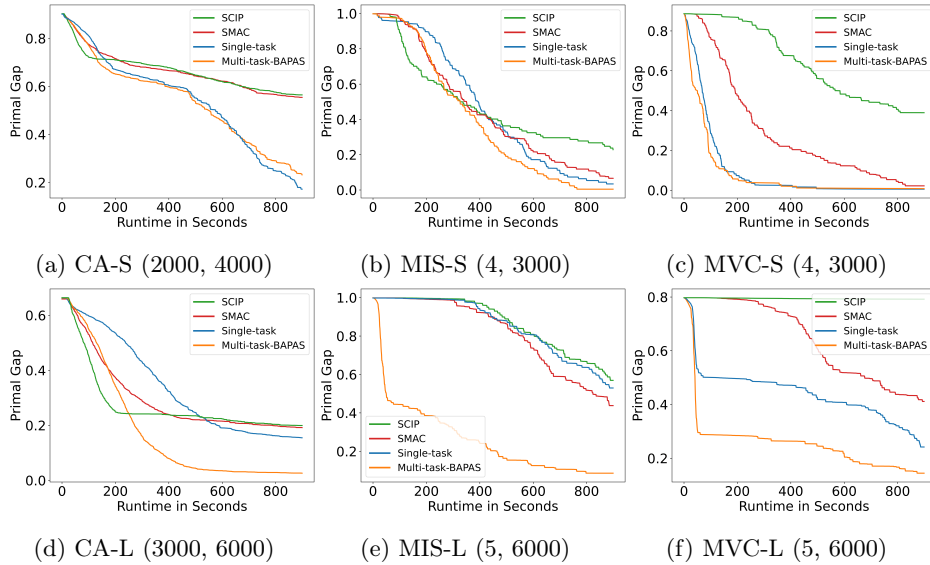 SCIP
SMAC
Single-task
Multi-task-BAPAS
Primal Gap
0.8
0.6
0.4
0.2
0 200 400 600 800
Runtime in Seconds
(a) CA-S (2000, 4000)
SCIP
SMAC
Single-task
Multi-task-BAPAS
Primal Gap
1.0
0.8
0.6
0.4
0.2
0.0
0 200 400 600 800
Runtime in Seconds
(b) MIS-S (4, 3000)
SCIP
SMAC
Single-task
Multi-task-BAPAS
Primal Gap
0.8
0.6
0.4
0.2
0.0
0 200 400 600 800
Runtime in Seconds
(c) MVC-S (4, 3000)
SCIP
SMAC
Single-task
Multi-task-BAPAS
Primal Gap
0.6
0.4
0.2
0.0
0 200 400 600 800
Runtime in Seconds
(d) CA-L (3000, 6000)
Primal Gap
1.0
0.8
0.6
0.4
0.2
SCIP
SMAC
Single-task
Multi-task-BAPAS
0 200 400 600 800
Runtime in Seconds
(e) MIS-L (5, 6000)
SCIP
SMAC
Single-task
Multi-task-BAPAS
Primal Gap
0.8
0.6
0.4
0.2
0 200 400 600 800
Runtime in Seconds
(f) MVC-L (5, 6000)